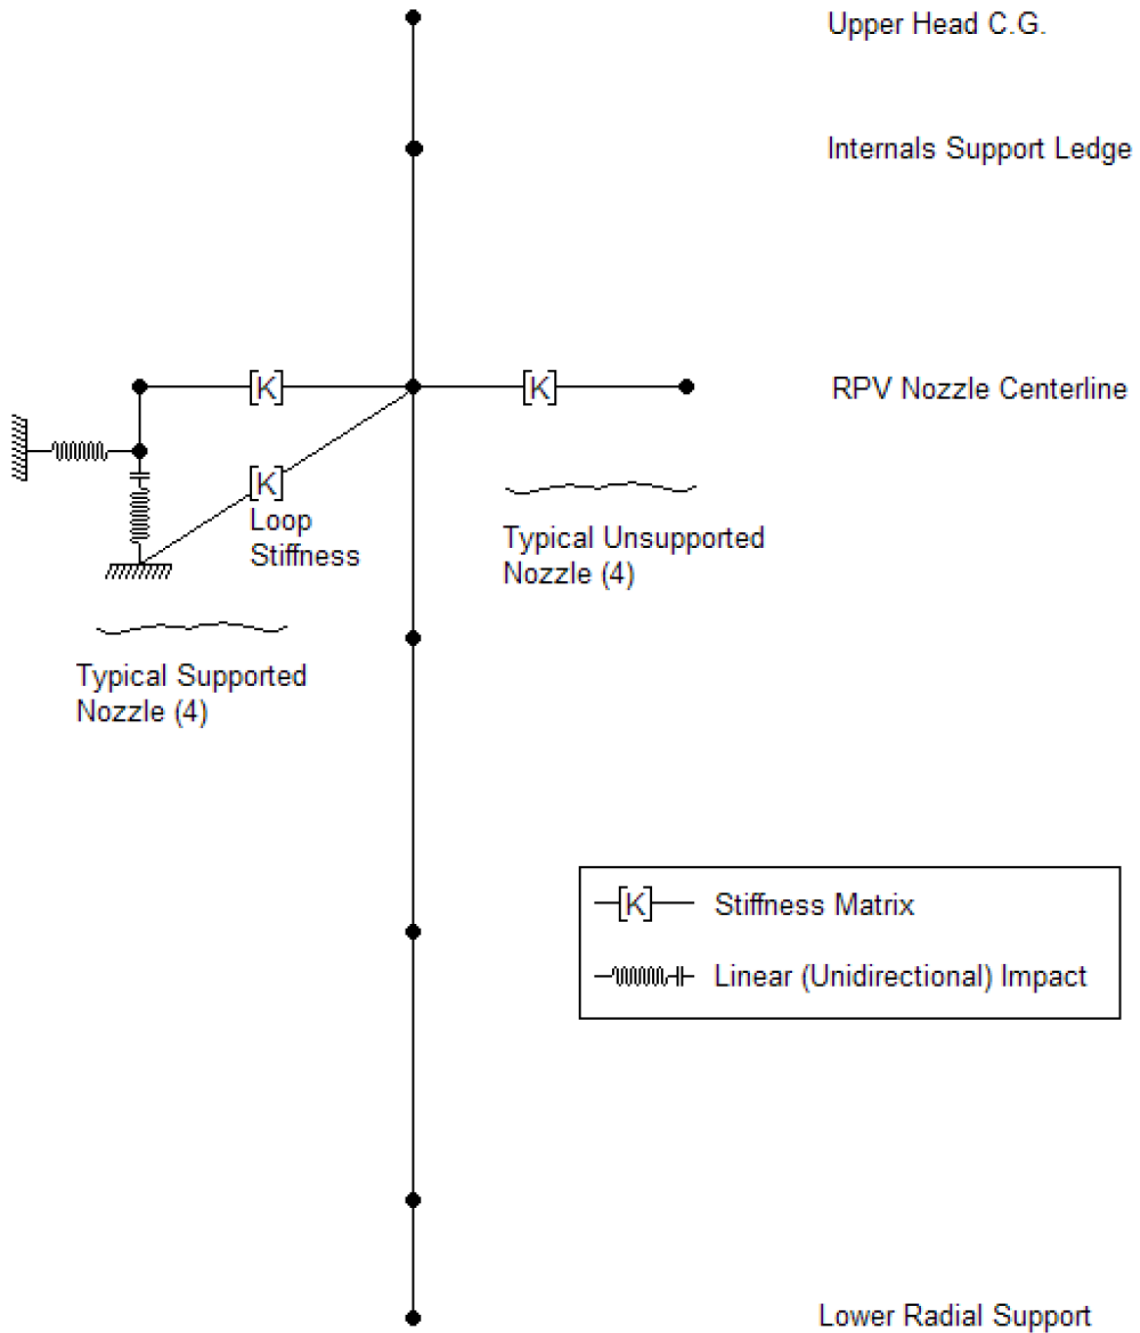 Upper Head C.G.
Internals Support Ledge
[K]
[K]
RPV Nozzle Centerline
[K]
Loop
Stiffness
Typical Unsupported
Nozzle (4)
Typical Supported
Nozzle (4)
[K] Stiffness Matrix
Linear (Unidirectional) Impact
Lower Radial Support